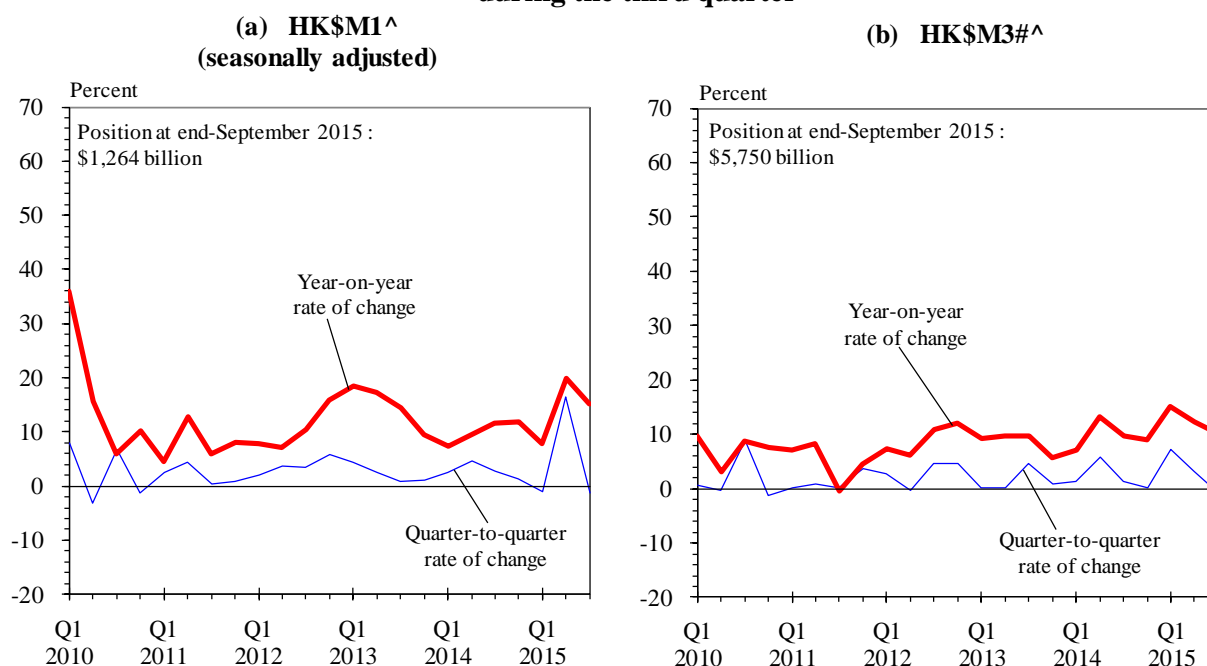 during the third quarter
(a) HK$M1^
(seasonally adjusted)
Percent
70
60
50
40
30
20
10
0
-10
-20
Position at end-September 2015 :
$1,264 billion
Year-on-year
rate of change
Quarter-to-quarter
rate of change
Q1 Q1 Q1 Q1 Q1 Q1
2010 2011 2012 2013 2014 2015
(b) HK$M3#^
Percent
70
60
50
40
30
20
10
0
-10
-20
Position at end-September 2015 :
$5,750 billion
Year-on-year
rate of change
Quarter-to-quarter
rate of change
Q1 Q1 Q1 Q1 Q1 Q1
2010 2011 2012 2013 2014 2015